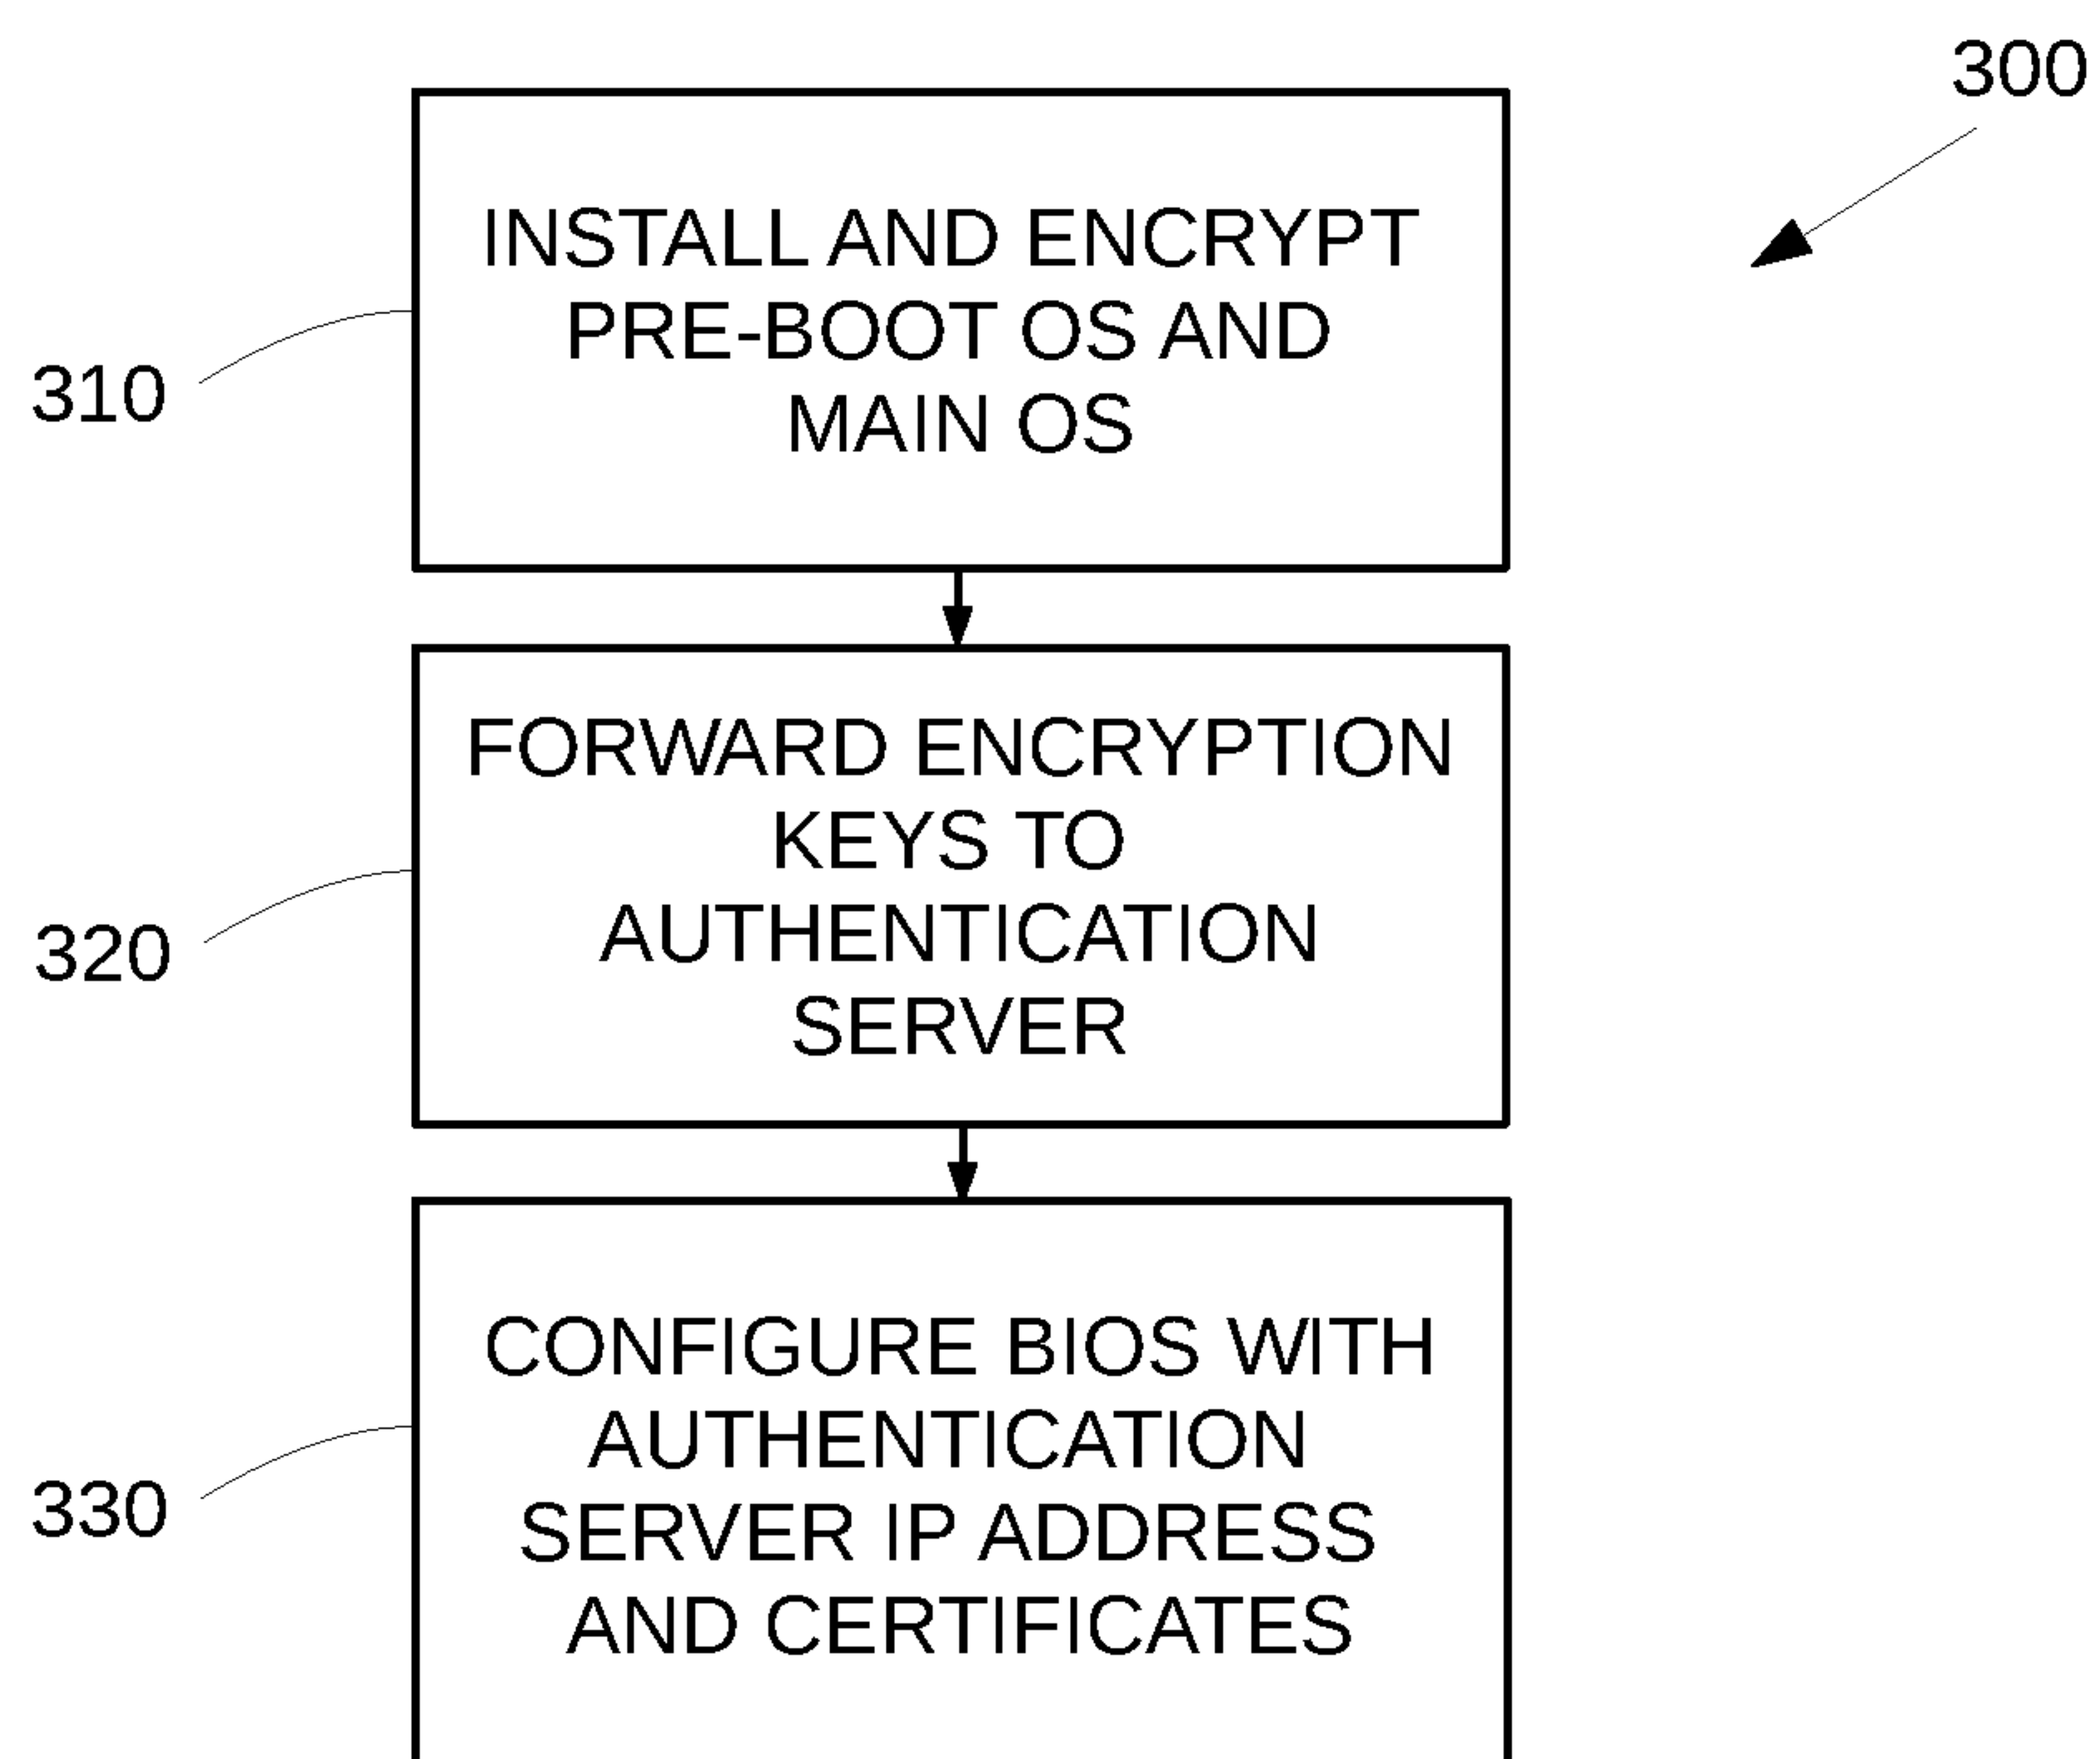 300
INSTALL AND ENCRYPT
PRE-BOOT OS AND
MAIN OS
310
FORWARD ENCRYPTION
KEYS TO
AUTHENTICATION
SERVER
320
CONFIGURE BIOS WITH
AUTHENTICATION
SERVER IP ADDRESS
AND CERTIFICATES
330